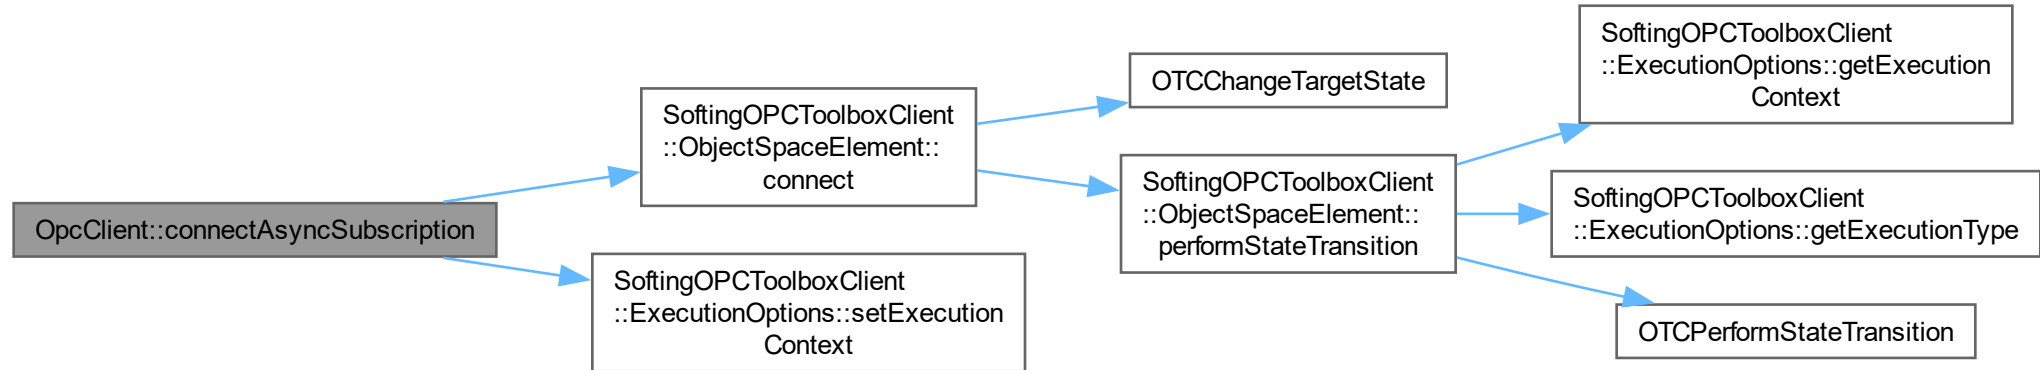 OpcClient::connectAsyncSubscription
SoftingOPCToolboxClient
::ObjectSpaceElement::
connect
SoftingOPCToolboxClient
::ExecutionOptions::setExecution
Context
OTCChangeTargetState
SoftingOPCToolboxClient
::ObjectSpaceElement::
performStateTransition
SoftingOPCToolboxClient
::ExecutionOptions::getExecution
Context
SoftingOPCToolboxClient
::ExecutionOptions::getExecutionType
OTCPerformStateTransition